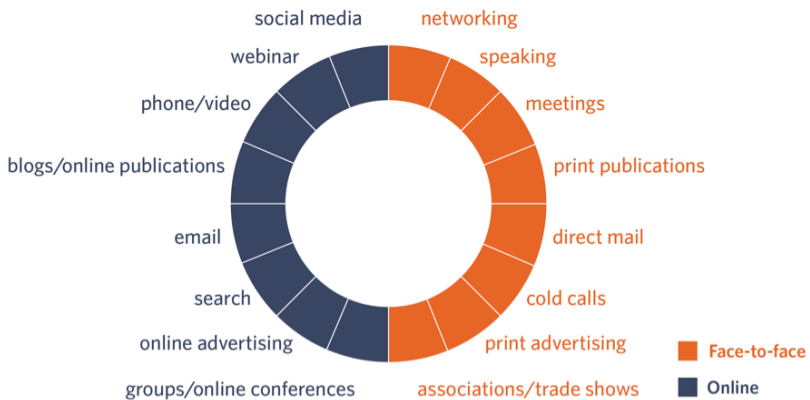 social media
networking
webinar
speaking
phone/video
meetings
blogs/online publications
print publications
email
direct mail
search
cold calls
online advertising
print advertising
Face-to-face
groups/online conferences
associations/trade shows
Online